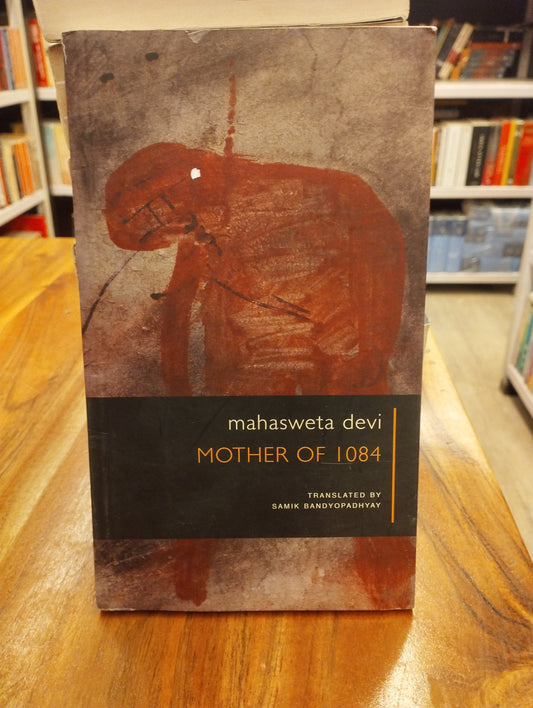 mahasweta devi
MOTHER OF 1084
TRANSLATED BY
SAMIK BANDYOPADHYAY